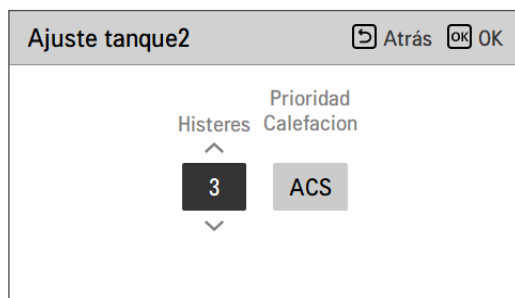 Ajuste tanque2 Atrás OK OK
Prioridad
Histeres Calefacion
3 ACS